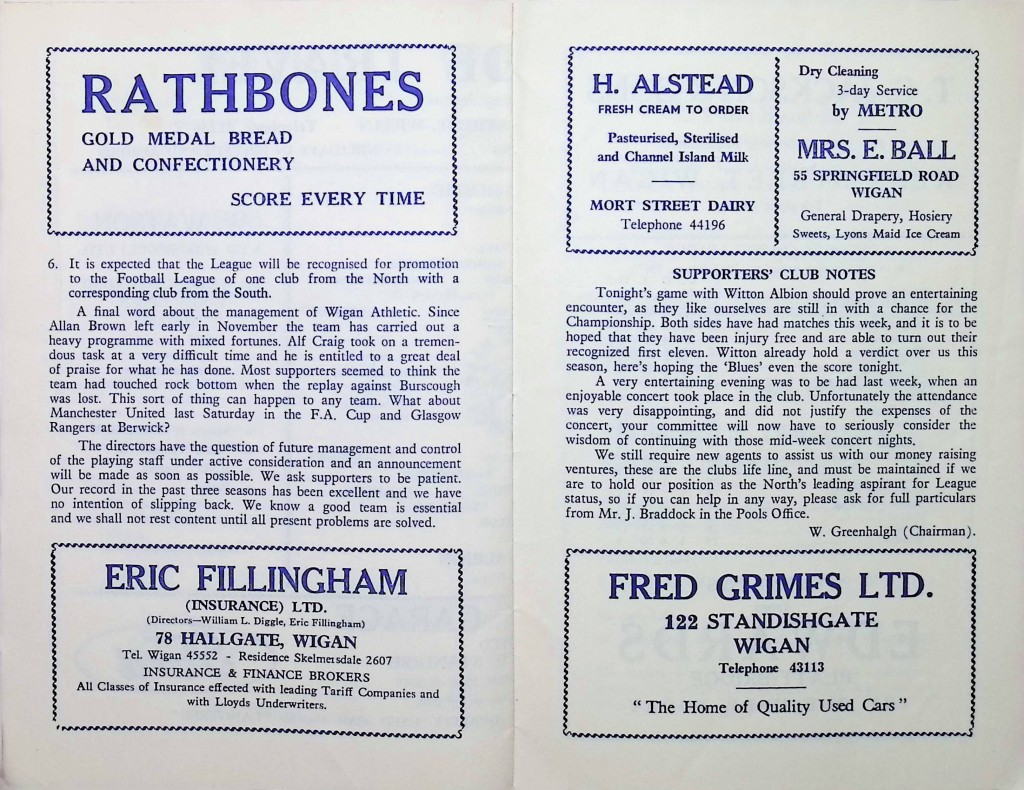 RATHBONES
GOLD MEDAL BREAD
AND CONFECTIONERY
SCORE EVERY TIME
6. It is expected that the League will be recognised for promotion
to the Football League of one club from the North with a
corresponding club from the South.
A final word about the management of Wigan Athletic. Since
Allan Brown left early in November the team has carried out a
heavy programme with mixed fortunes. Alf Craig took on a tremen-
dous task at a very difficult time and he is entitled to a great deal
of praise for what he has done. Most supporters seemed to think the
team had touched rock bottom when the replay against Burscough
was lost. This sort of thing can happen to any team. What about
Manchester United last Saturday in the F.A. Cup and Glasgow
Rangers at Berwick?
The directors have the question of future management and control
of the playing staff under active consideration and an announcement
will be made as soon as possible. We ask supporters to be patient.
Our record in the past three seasons has been excellent and we have
no intention of slipping back. We know a good team is essential
and we shall not rest content until all present problems are solved.
ERIC FILLINGHAM
(INSURANCE) LTD.
(Directors—William L. Diggle, Eric Fillingham)
78 HALLGATE, WIGAN
Tel. Wigan 45552 - Residence Skelmersdale 2607
INSURANCE & FINANCE BROKERS
All Classes of Insurance effected with leading Tariff Companies and
with Lloyds Underwriters.
H. ALSTEAD
FRESH CREAM TO ORDER
Pasteurised, Sterilised
and Channel Island Milk
MORT STREET DAIRY
Telephone 44196
Dry Cleaning
3-day Service
by METRO
MRS. E. BALL
55 SPRINGFIELD ROAD
WIGAN
General Drapery, Hosiery
Sweets, Lyons Maid Ice Cream
SUPPORTERS' CLUB NOTES
Tonight's game with Witton Albion should prove an entertaining
encounter, as they like ourselves are still in with a chance for the
Championship. Both sides have had matches this week, and it is to be
hoped that they have been injury free and are able to turn out their
recognized first eleven. Witton already hold a verdict over us this
season, here's hoping the 'Blues' even the score tonight.
A very entertaining evening was to be had last week, when an
enjoyable concert took place in the club. Unfortunately the attendance
was very disappointing, and did not justify the expenses of the
concert, your committee will now have to seriously consider the
wisdom of continuing with those mid-week concert nights.
We still require new agents to assist us with our money raising
ventures, these are the clubs life line, and must be maintained if we
are to hold our position as the North's leading aspirant for League
status, so if you can help in any way, please ask for full particulars
from Mr. J. Braddock in the Pools Office.
W. Greenhalgh (Chairman).
FRED GRIMES LTD.
122 STANDISHGATE
WIGAN
Telephone 43113
"The Home of Quality Used Cars"